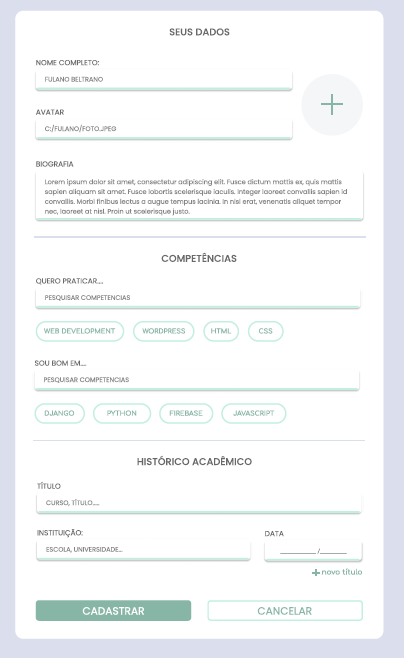 SEUS DADOS
NOME COMPLETO:
FULANO BELTRANO
AVATAR
C:/FULANO/FOTO.JPEG
BIOGRAFIA
Lorem ipsum dolor sit amet, consectetur adipiscing elit. Fusce dictum mattis ex, quis mattis
sapien aliquam sit amet. Fusce lobortis scelerisque iaculis. Integer laoreet convallis sapien id
convallis. Morbi finibus lectus a augue tempus lacinia. In nisl erat, venenatis aliquet tempor
nec, laoreet at nisl. Proin ut scelerisque justo.
COMPETÊNCIAS
QUERO PRATICAR....
PESQUISAR COMPETENCIAS
WEB DEVELOPMENT WORDPRESS HTML CSS
SOU BOM EM....
PESQUISAR COMPETENCIAS
DJANGO PYTHON FIREBASE JAVASCRIPT
HISTÓRICO ACADÊMICO
TÍTULO
CURSO, TÍTULO.....
INSTITUIÇÃO: DATA
ESCOLA, UNIVERSIDADE... ________/______
+ novo título
CADASTRAR CANCELAR